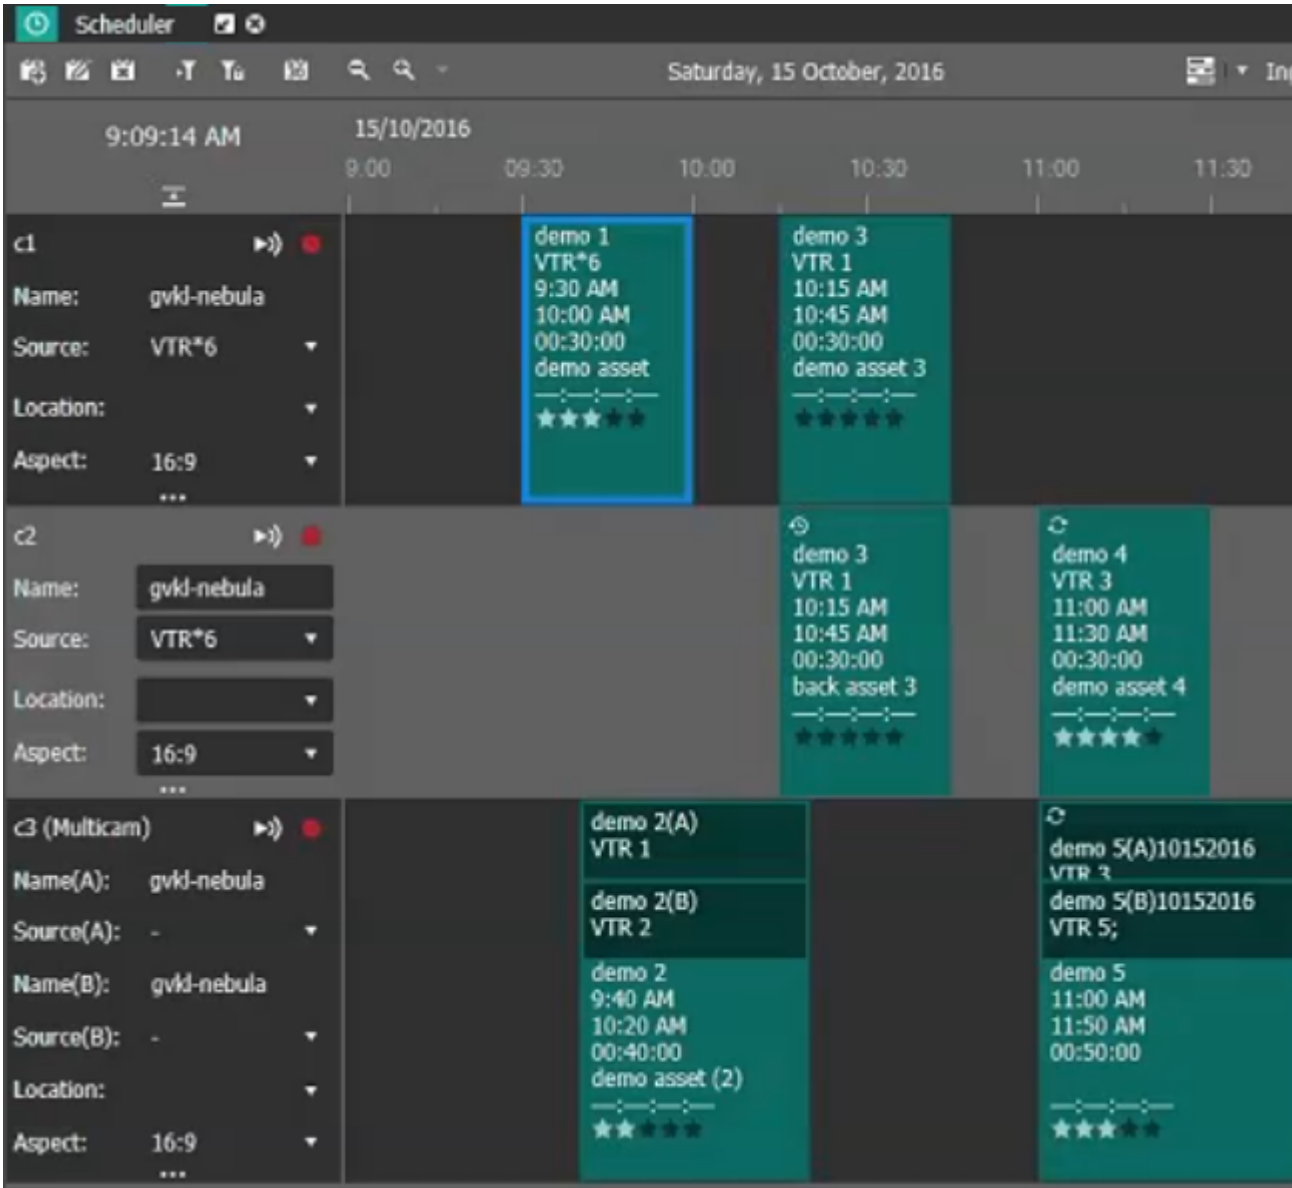 Scheduler
Saturday, 15 October, 2016
9:09:14 AM
15/10/2016
9:00 09:30 10:00 10:30 11:00 11:30
c1
Name: gvkl-nebula
Source: VTR*6
Location:
Aspect: 16:9
...
demo 1
VTR*6
9:30 AM
10:00 AM
00:30:00
demo asset
—:—:—:—
demo 3
VTR 1
10:15 AM
10:45 AM
00:30:00
demo asset 3
—:—:—:—
c2
Name: gvkl-nebula
Source: VTR*6
Location:
Aspect: 16:9
...
demo 3
VTR 1
10:15 AM
10:45 AM
00:30:00
back asset 3
—:—:—:—
demo 4
VTR 3
11:00 AM
11:30 AM
00:30:00
demo asset 4
—:—:—:—
c3 (Multicam)
Name(A): gvkl-nebula
Source(A): -
Name(B): gvkl-nebula
Source(B): -
Location:
Aspect: 16:9
...
demo 2(A)
VTR 1
demo 2(B)
VTR 2
demo 2
9:40 AM
10:20 AM
00:40:00
demo asset (2)
—:—:—:—
demo 5(A)10152016
VTR 3
demo 5(B)10152016
VTR 5;
demo 5
11:00 AM
11:50 AM
00:50:00
—:—:—:—